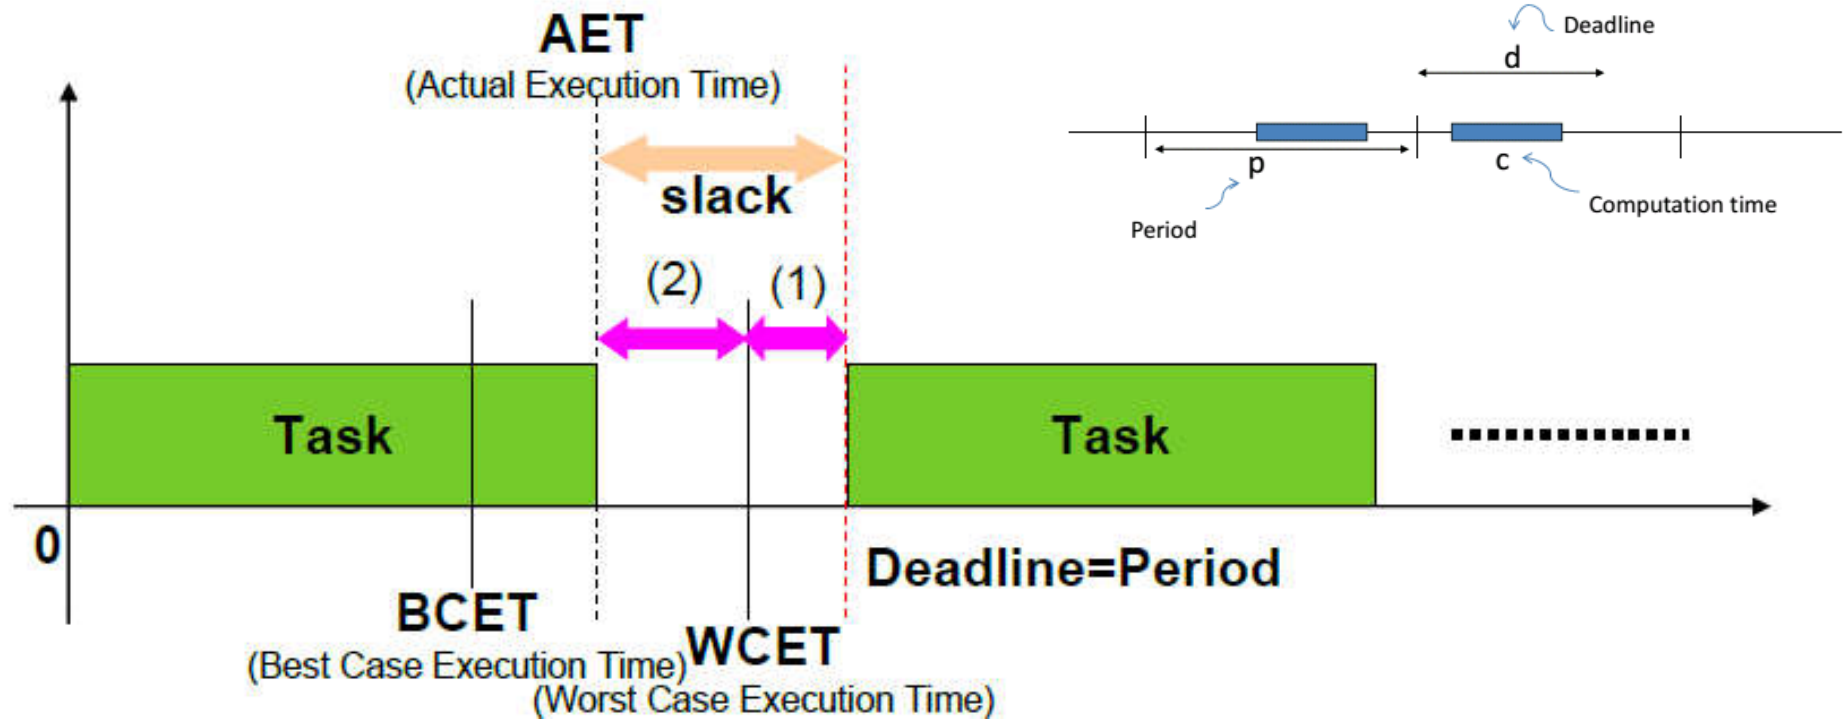 AET
(Actual Execution Time)
slack
(2)
(1)
Task
Task
0
Deadline=Period
BCET
(Best Case Execution Time)
WCET
(Worst Case Execution Time)
Deadline
d
p
c
Period
Computation time